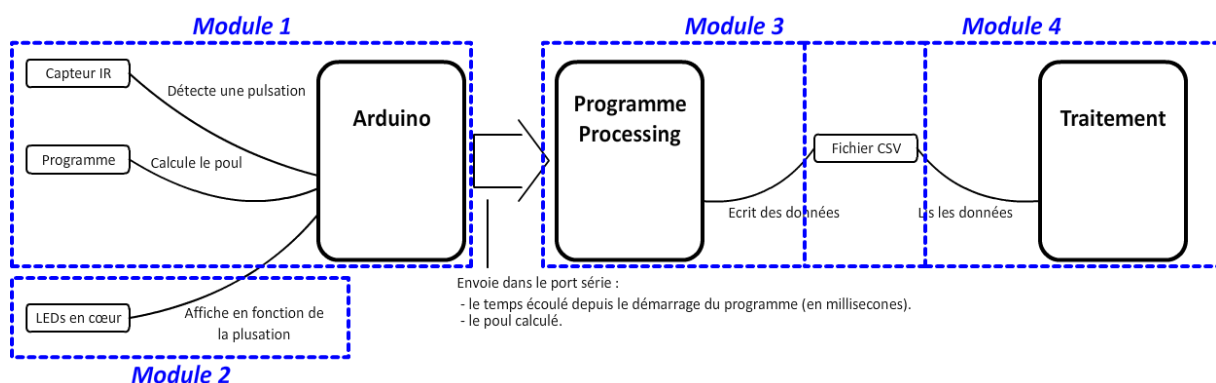 Module 1
Module 3
Module 4
Capteur IR
Détecte une pulsation
Programme
Calcule le poul
Arduino
Programme
Processing
Ecrit des données
Fichier CSV
Lis les données
Traitement
LEDs en cœur
Affiche en fonction de
la plusation
Module 2
Envoie dans le port série :
- le temps écoulé depuis le démarrage du programme (en millisecones).
- le poul calculé.